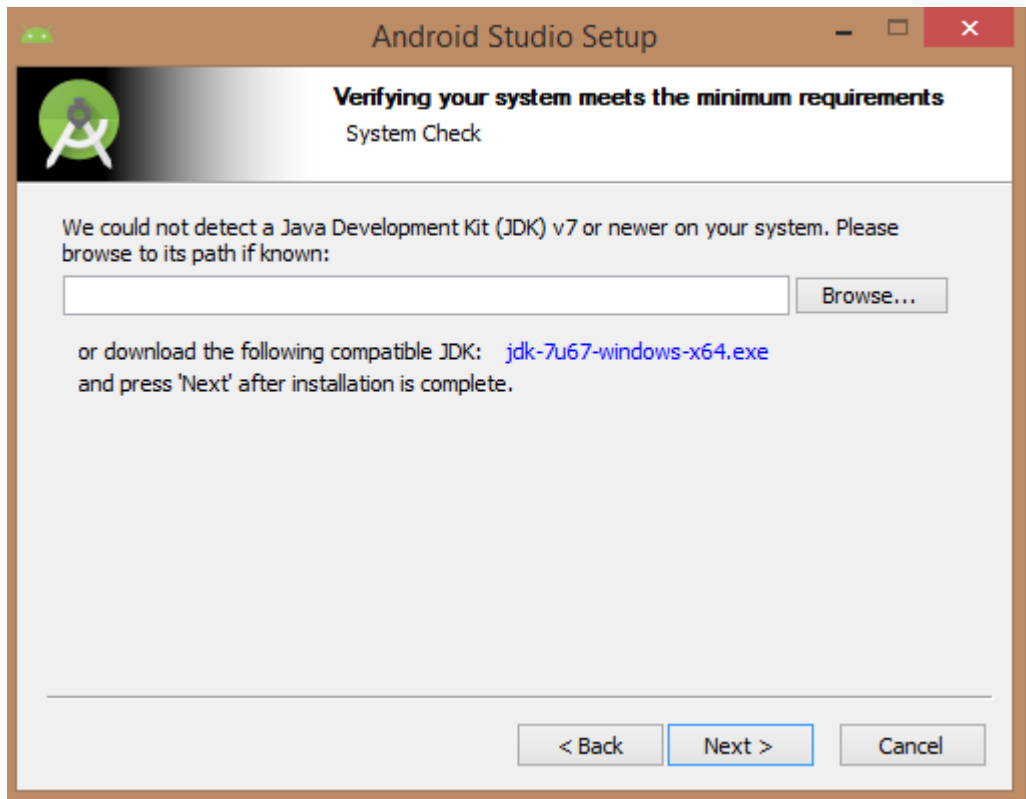 Android Studio Setup
Verifying your system meets the minimum requirements
System Check
We could not detect a Java Development Kit (JDK) v7 or newer on your system. Please
browse to its path if known:
Browse...
or download the following compatible JDK: jdk-7u67-windows-x64.exe
and press 'Next' after installation is complete.
< Back Next > Cancel